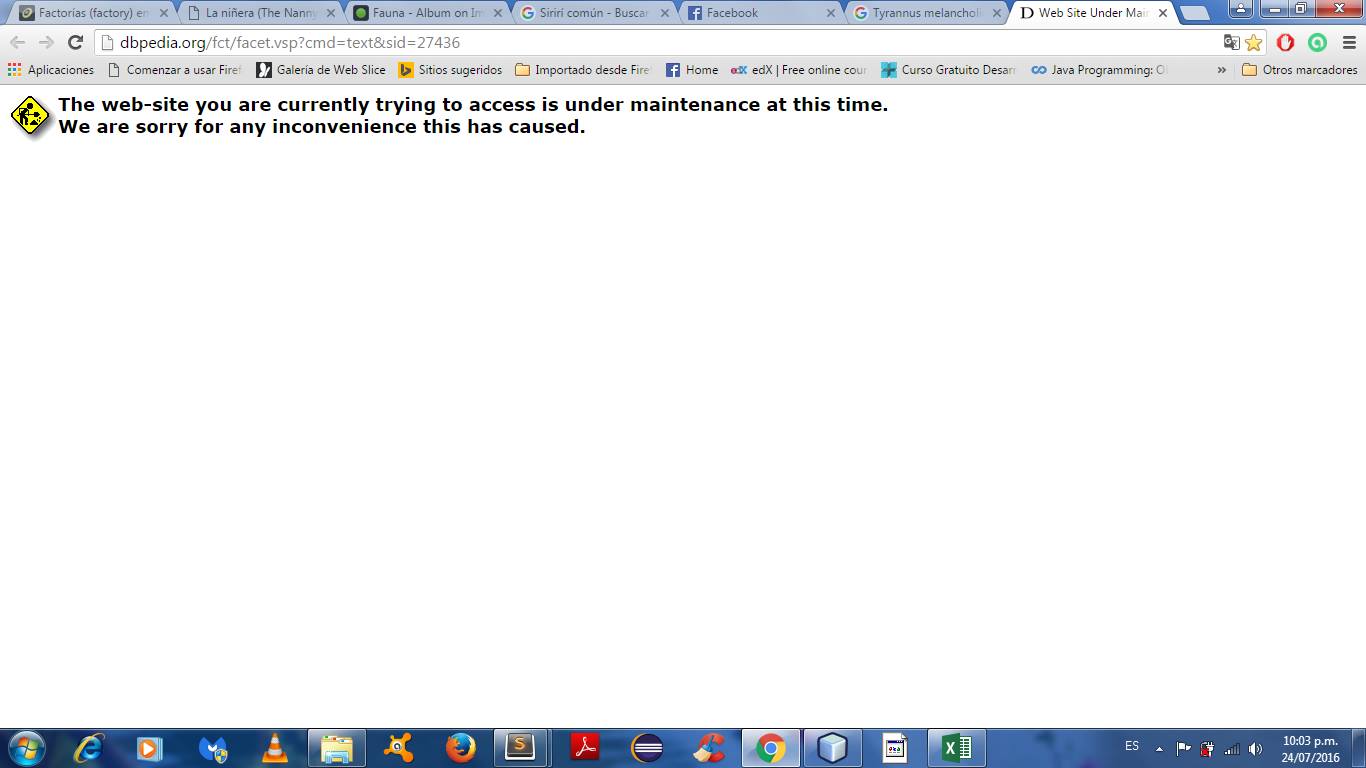 Factorías (factory) en
La niñera (The Nanny
Fauna - Album on Im
Sirirí común - Buscar
Facebook
Tyrannus melancholi
Web Site Under Main
dbpedia.org/fct/facet.vsp?cmd=text&sid=27436
Aplicaciones
Comenzar a usar Firef
Galería de Web Slice
Sitios sugeridos
Importado desde Firef
Home
edX | Free online cour
Curso Gratuito Desarr
Java Programming: O
»
Otros marcadores
The web-site you are currently trying to access is under maintenance at this time.
We are sorry for any inconvenience this has caused.
ES
10:03 p.m.
24/07/2016